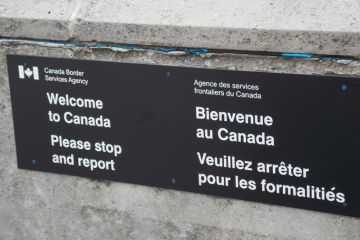 Canada Border
Services Agency
Welcome
to Canada
Please stop
and report
Agence des services
frontaliers du Canada
Bienvenue
au Canada
Veuillez arrêter
pour les formalitiés